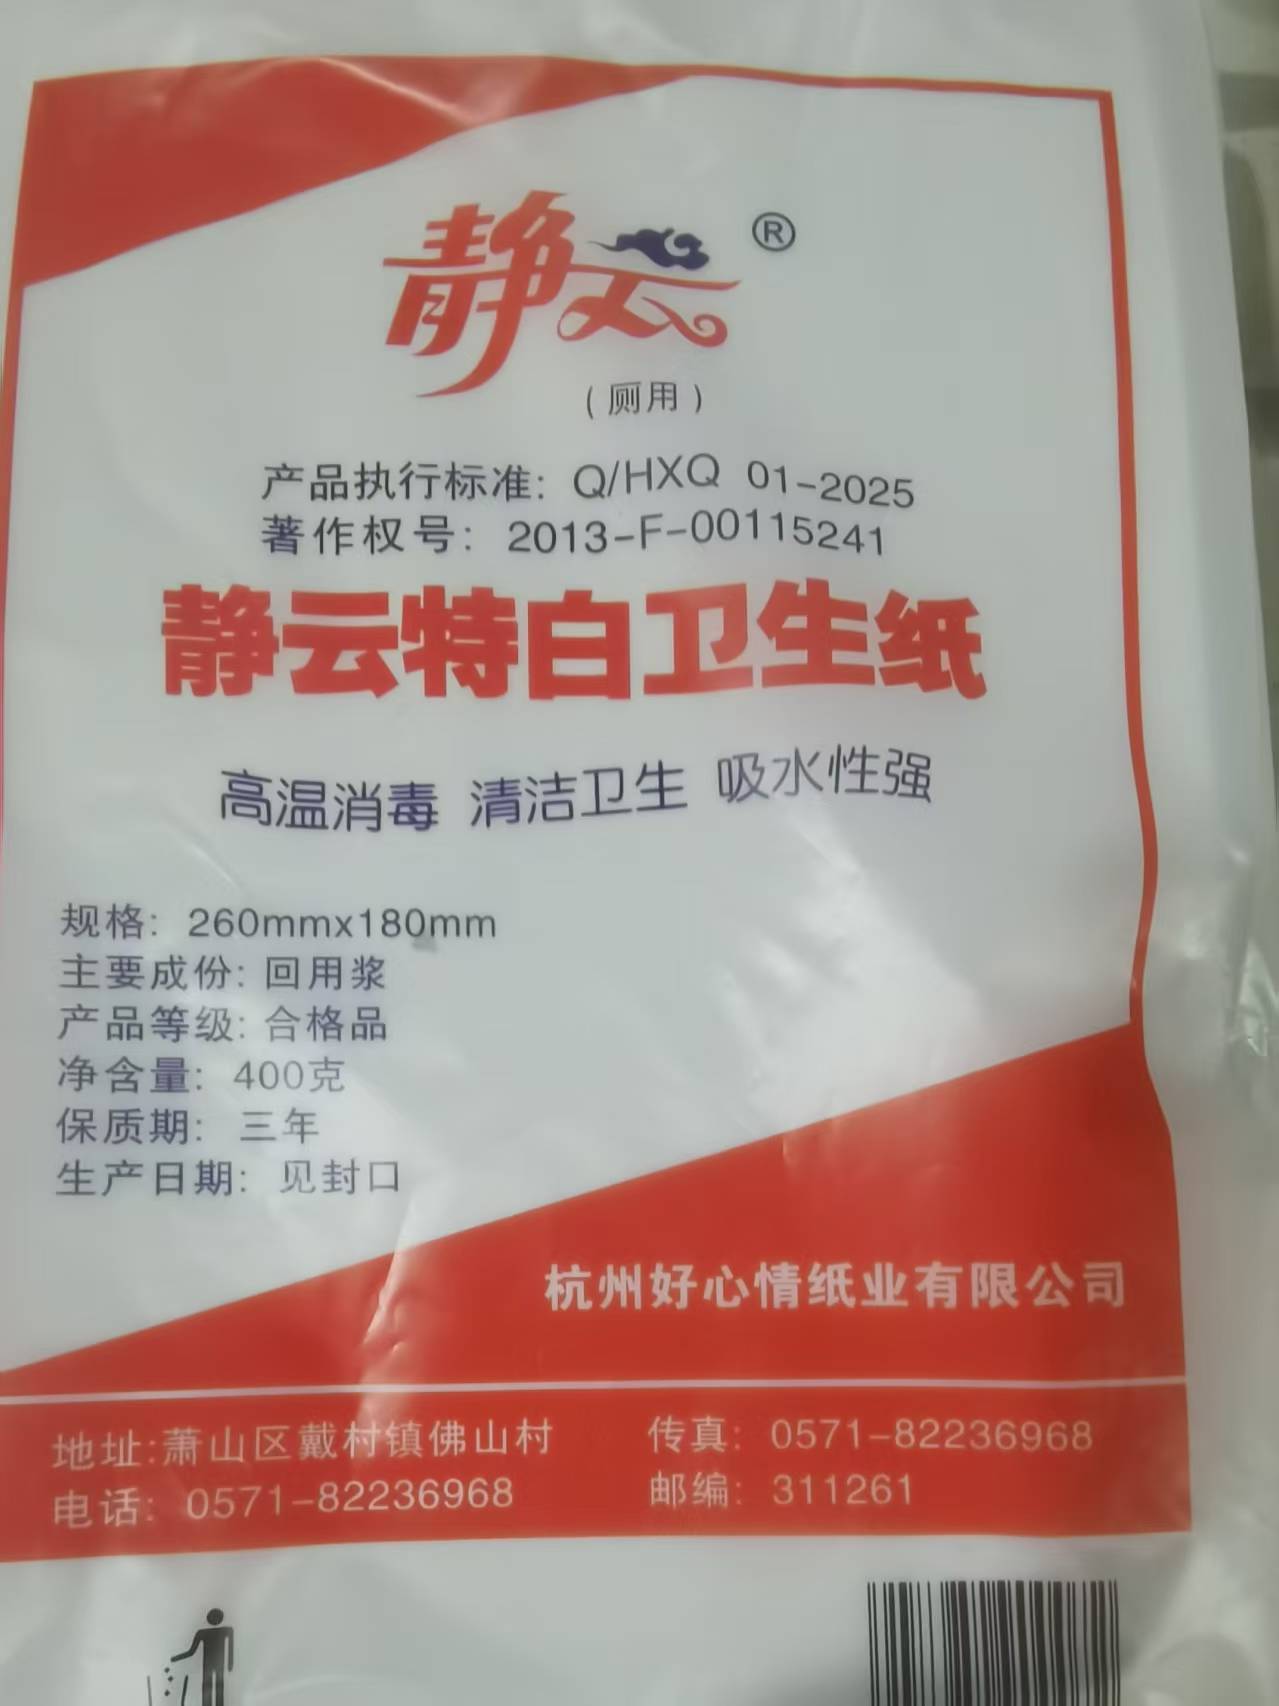 静云®
（厕用）
产品执行标准：Q/HXQ 01-2025
著作权号：2013-F-00115241
静云特白卫生纸
高温消毒 清洁卫生 吸水性强
规格：260mmx180mm
主要成份：回用浆
产品等级：合格品
净含量：400克
保质期：三年
生产日期：见封口
杭州好心情纸业有限公司
地址:萧山区戴村镇佛山村 传真：0571-82236968
电话：0571-82236968 邮编：311261